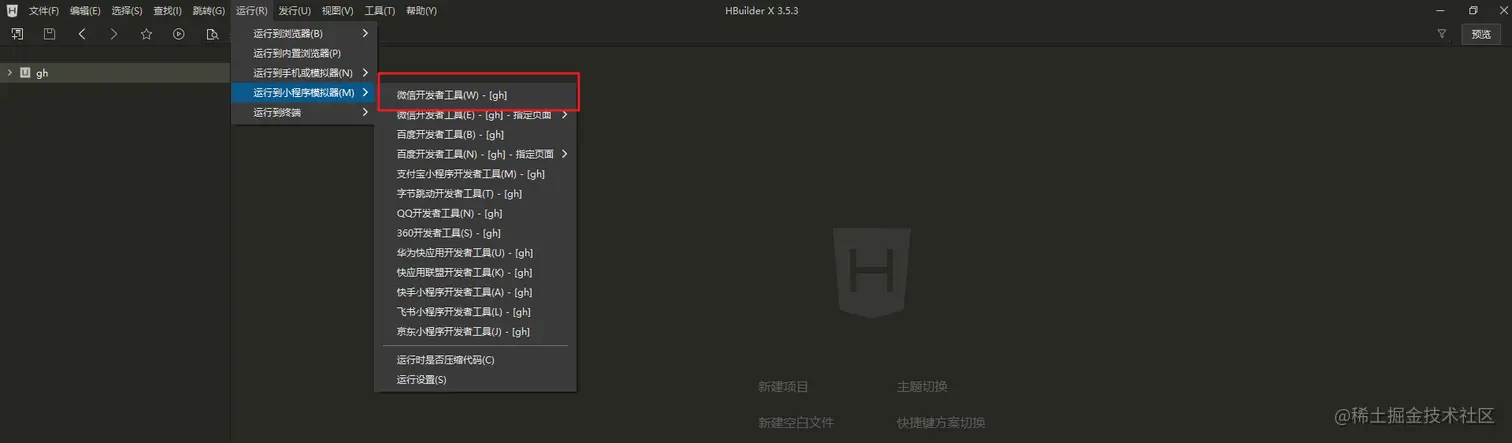 文件(F) 编辑(E) 选择(S) 查找(I) 跳转(G) 运行(R) 发行(U) 视图(V) 工具(T) 帮助(Y) HBuilder X 3.5.3
预览
gh
运行到浏览器(B)
运行到内置浏览器(P)
运行到手机或模拟器(N)
运行到小程序模拟器(M)
运行到终端
微信开发者工具(W) - [gh]
微信开发者工具(E) - [gh] - 指定页面
百度开发者工具(B) - [gh]
百度开发者工具(N) - [gh] - 指定页面
支付宝小程序开发者工具(M) - [gh]
字节跳动开发者工具(T) - [gh]
QQ开发者工具(N) - [gh]
360开发者工具(S) - [gh]
华为快应用开发者工具(U) - [gh]
快应用联盟开发者工具(K) - [gh]
快手小程序开发者工具(A) - [gh]
飞书小程序开发者工具(L) - [gh]
京东小程序开发者工具(J) - [gh]
运行时是否压缩代码(C)
运行设置(S)
新建项目 主题切换
新建空白文件 快捷键方案切换
@稀土掘金技术社区